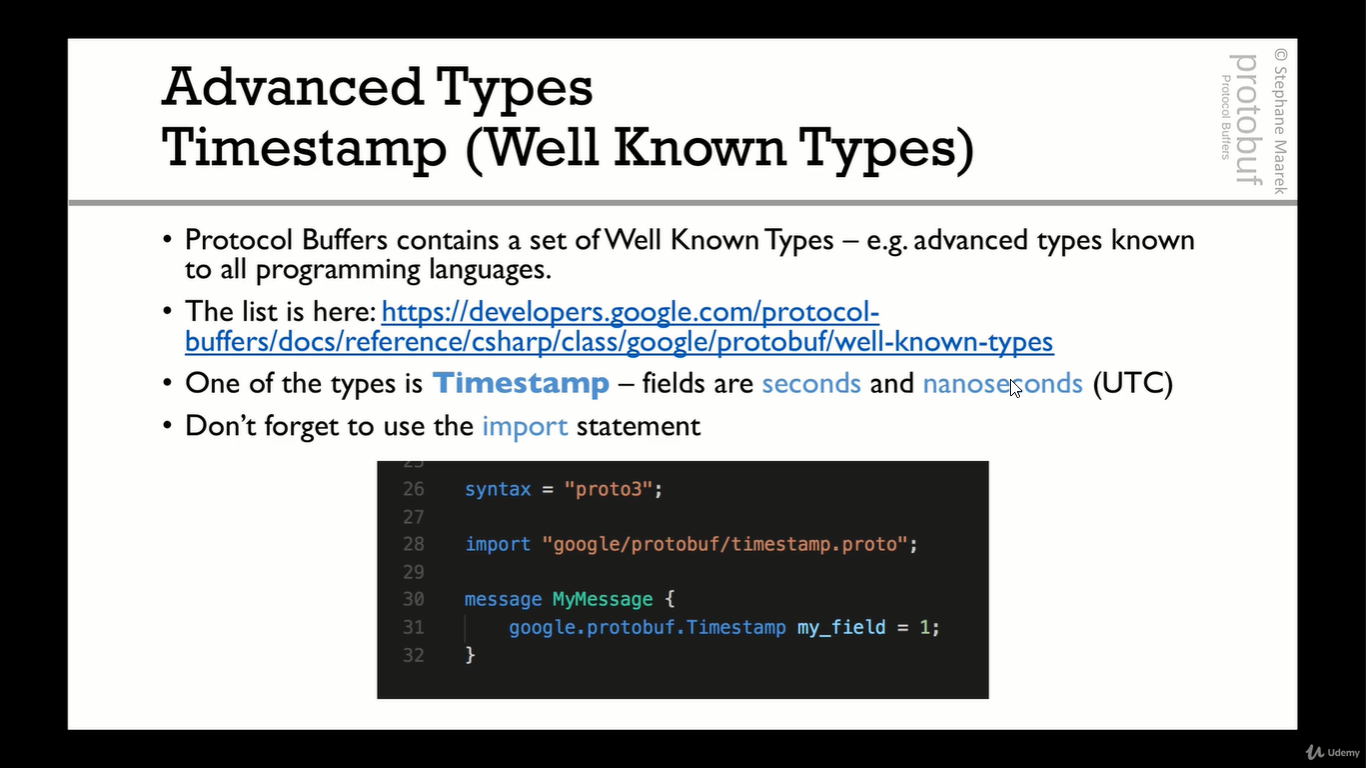 Advanced Types
Timestamp (Well Known Types)
© Stephane Maarek
protobuf
Protocol Buffers
• Protocol Buffers contains a set of Well Known Types – e.g. advanced types known
to all programming languages.
• The list is here: https://developers.google.com/protocol-
buffers/docs/reference/csharp/class/google/protobuf/well-known-types
• One of the types is Timestamp – fields are seconds and nanoseconds (UTC)
• Don’t forget to use the import statement
25
26 syntax = "proto3";
27
28 import "google/protobuf/timestamp.proto";
29
30 message MyMessage {
31 google.protobuf.Timestamp my_field = 1;
32 }
Udemy